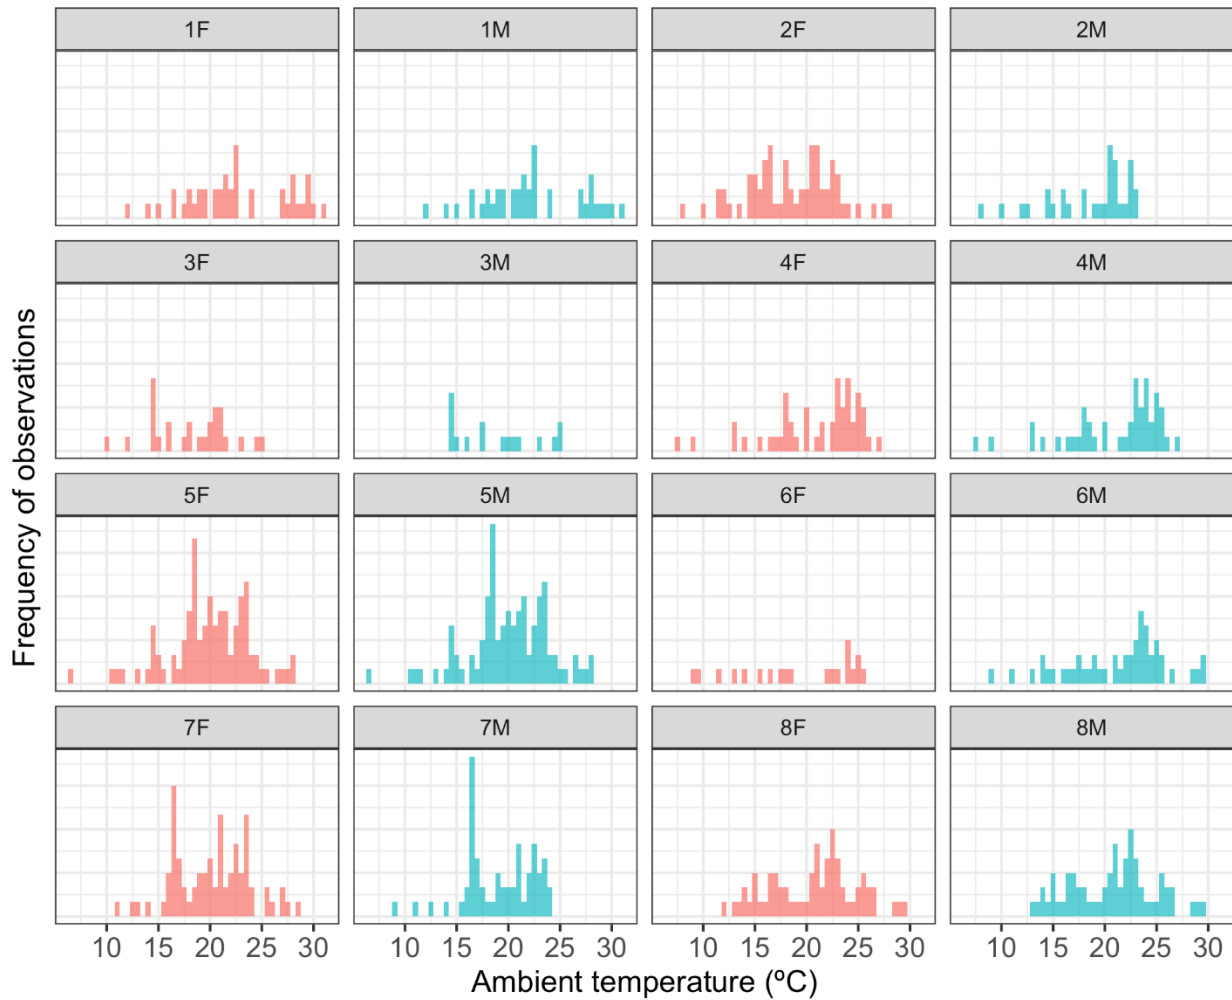 1F 1M 2F 2M
3F 3M 4F 4M
5F 5M 6F 6M
7F 7M 8F 8M
Frequency of observations
10 15 20 25 30 10 15 20 25 30 10 15 20 25 30 10 15 20 25 30
Ambient temperature (ºC)